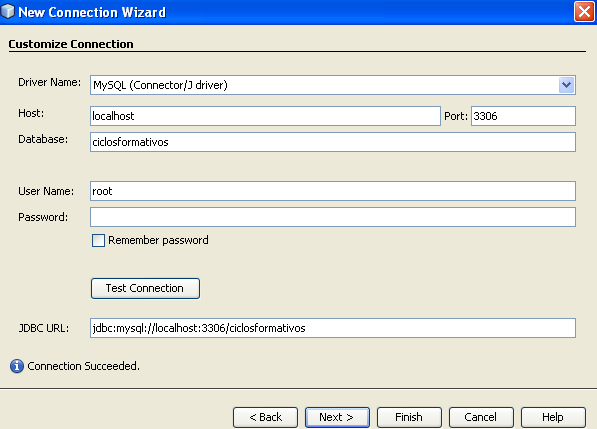 New Connection Wizard
Customize Connection
Driver Name: MySQL (Connector/J driver)
Host: localhost Port: 3306
Database: ciclosformativos
User Name: root
Password:
Remember password
Test Connection
JDBC URL: jdbc:mysql://localhost:3306/ciclosformativos
Connection Succeeded.
< Back Next > Finish Cancel Help